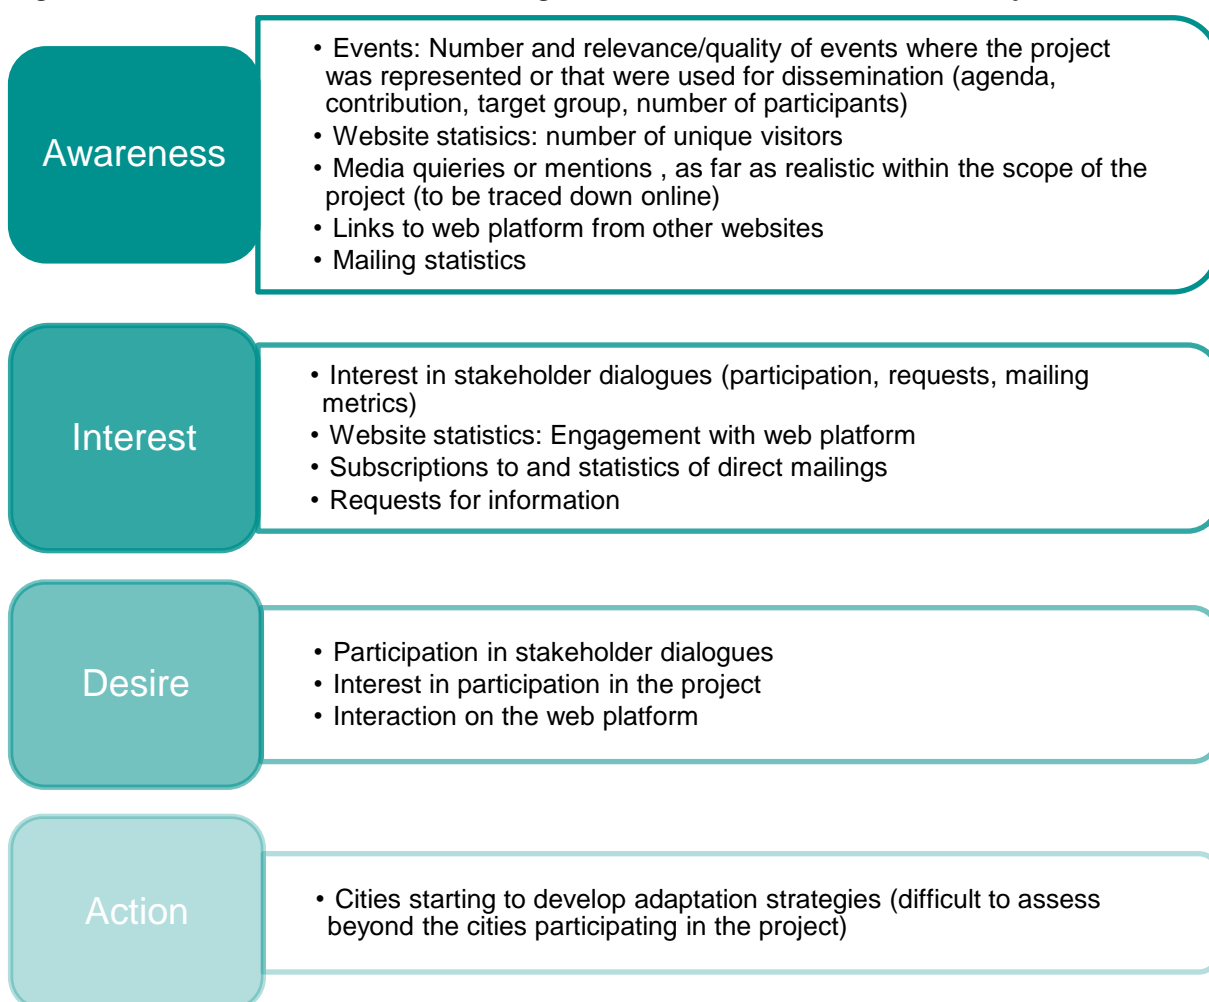 Awareness
• Events: Number and relevance/quality of events where the project
was represented or that were used for dissemination (agenda,
contribution, target group, number of participants)
• Website statisics: number of unique visitors
• Media quieries or mentions , as far as realistic within the scope of the
project (to be traced down online)
• Links to web platform from other websites
• Mailing statistics
Interest
• Interest in stakeholder dialogues (participation, requests, mailing
metrics)
• Website statistics: Engagement with web platform
• Subscriptions to and statistics of direct mailings
• Requests for information
Desire
• Participation in stakeholder dialogues
• Interest in participation in the project
• Interaction on the web platform
Action
• Cities starting to develop adaptation strategies (difficult to assess
beyond the cities participating in the project)